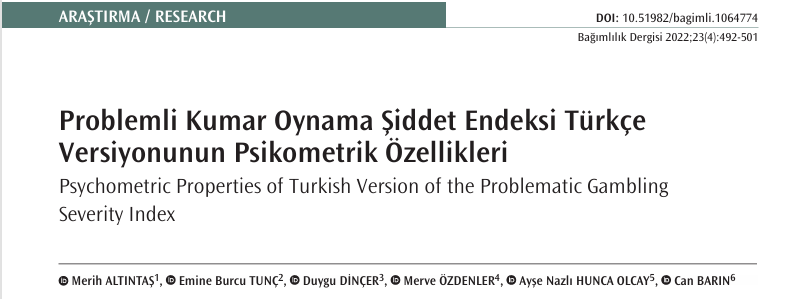 ARAŞTIRMA / RESEARCH
DOI: 10.51982/bagimli.1064774
Bağımlılık Dergisi 2022;23(4):492-501
Problemli Kumar Oynama Şiddet Endeksi Türkçe
Versiyonunun Psikometrik Özellikleri
Psychometric Properties of Turkish Version of the Problematic Gambling
Severity Index
Merih ALTINTAŞ¹, Emine Burcu TUNÇ², Duygu DİNÇER³, Merve ÖZDENLER⁴, Ayşe Nazlı HUNCA OLCAY⁵, Can BARIN⁶